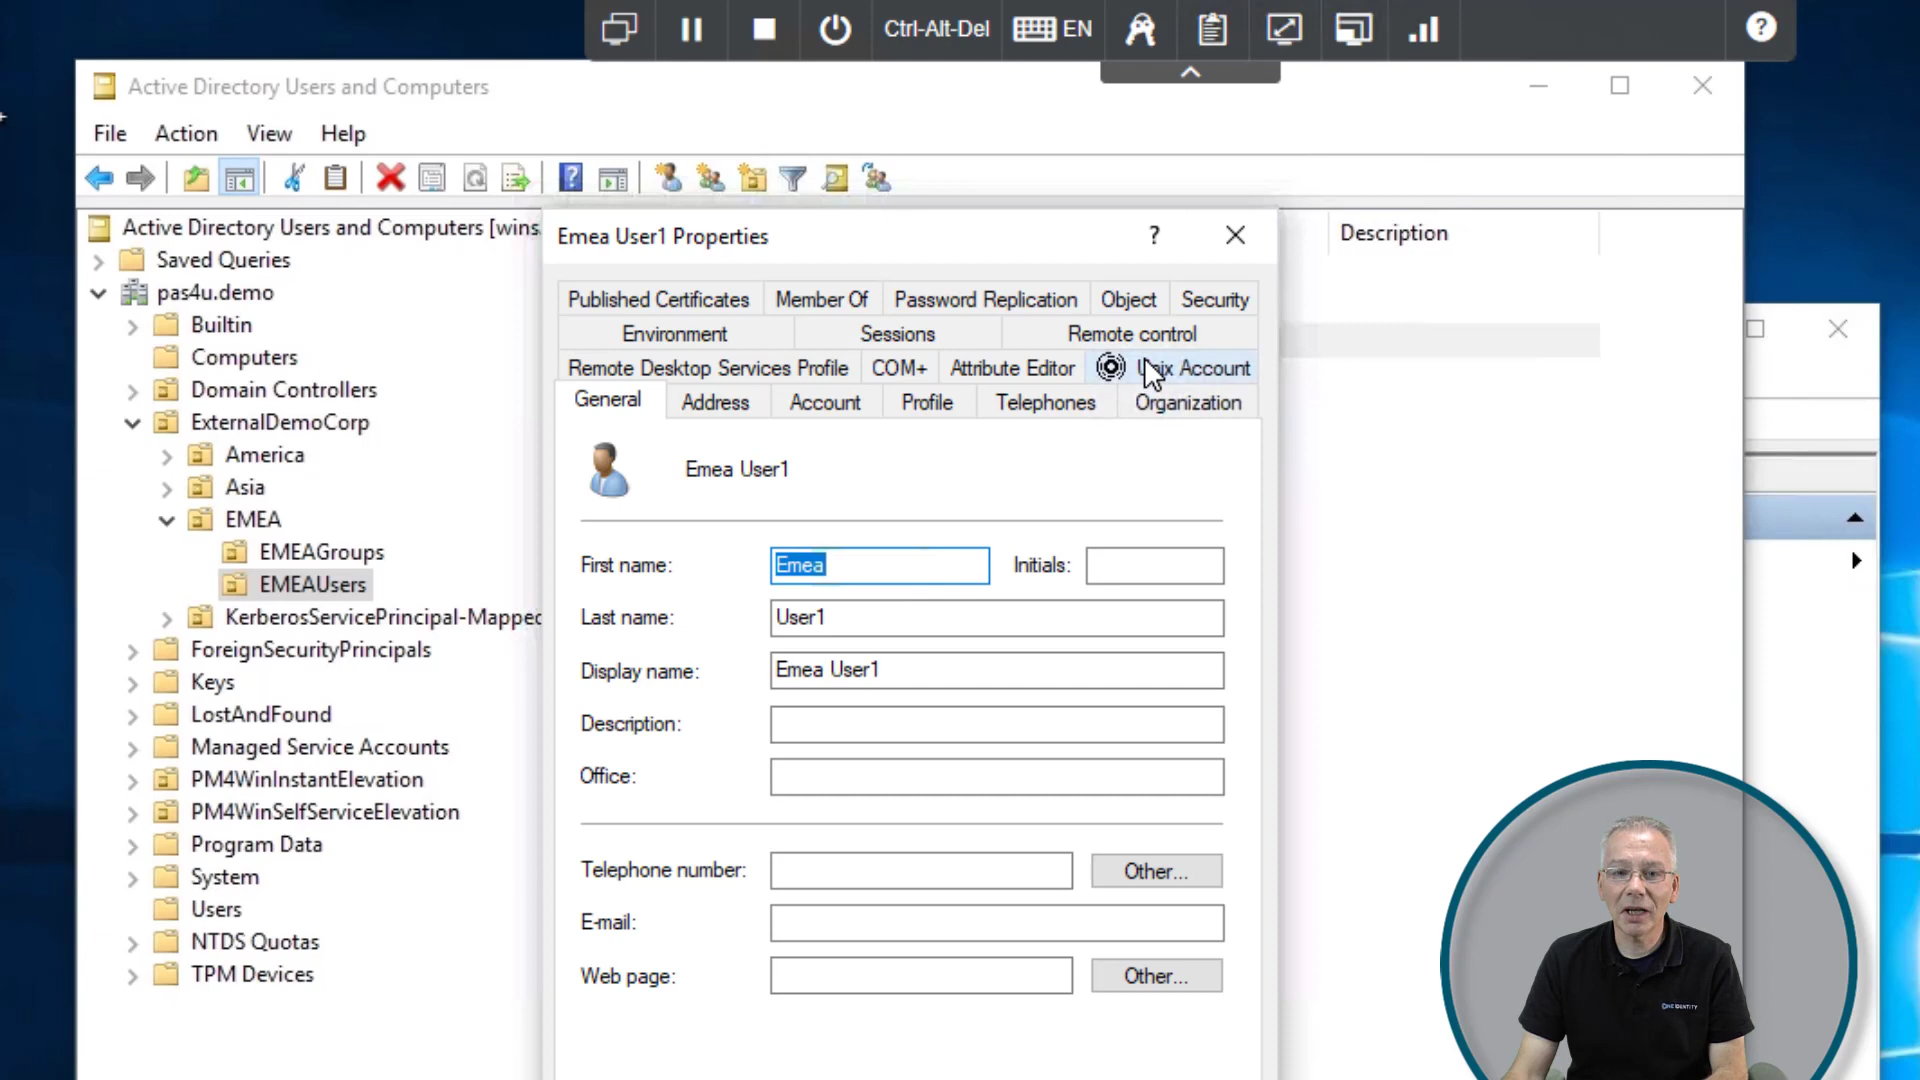 Ctrl-Alt-Del EN
Active Directory Users and Computers
File Action View Help
Active Directory Users and Computers [wins.
Saved Queries
pas4u.demo
Builtin
Computers
Domain Controllers
ExternalDemoCorp
America
Asia
EMEA
EMEAGroups
EMEAUsers
KerberosServicePrincipal-Mapped
ForeignSecurityPrincipals
Keys
LostAndFound
Managed Service Accounts
PM4WinInstantElevation
PM4WinSelfServiceElevation
Program Data
System
Users
NTDS Quotas
TPM Devices
Description
Emea User1 Properties
Published Certificates Member Of Password Replication Object Security
Environment Sessions Remote control
Remote Desktop Services Profile COM+ Attribute Editor Unix Account
General Address Account Profile Telephones Organization
Emea User1
First name: Emea Initials:
Last name: User1
Display name: Emea User1
Description:
Office:
Telephone number: Other...
E-mail:
Web page: Other...
ONE IDENTITY